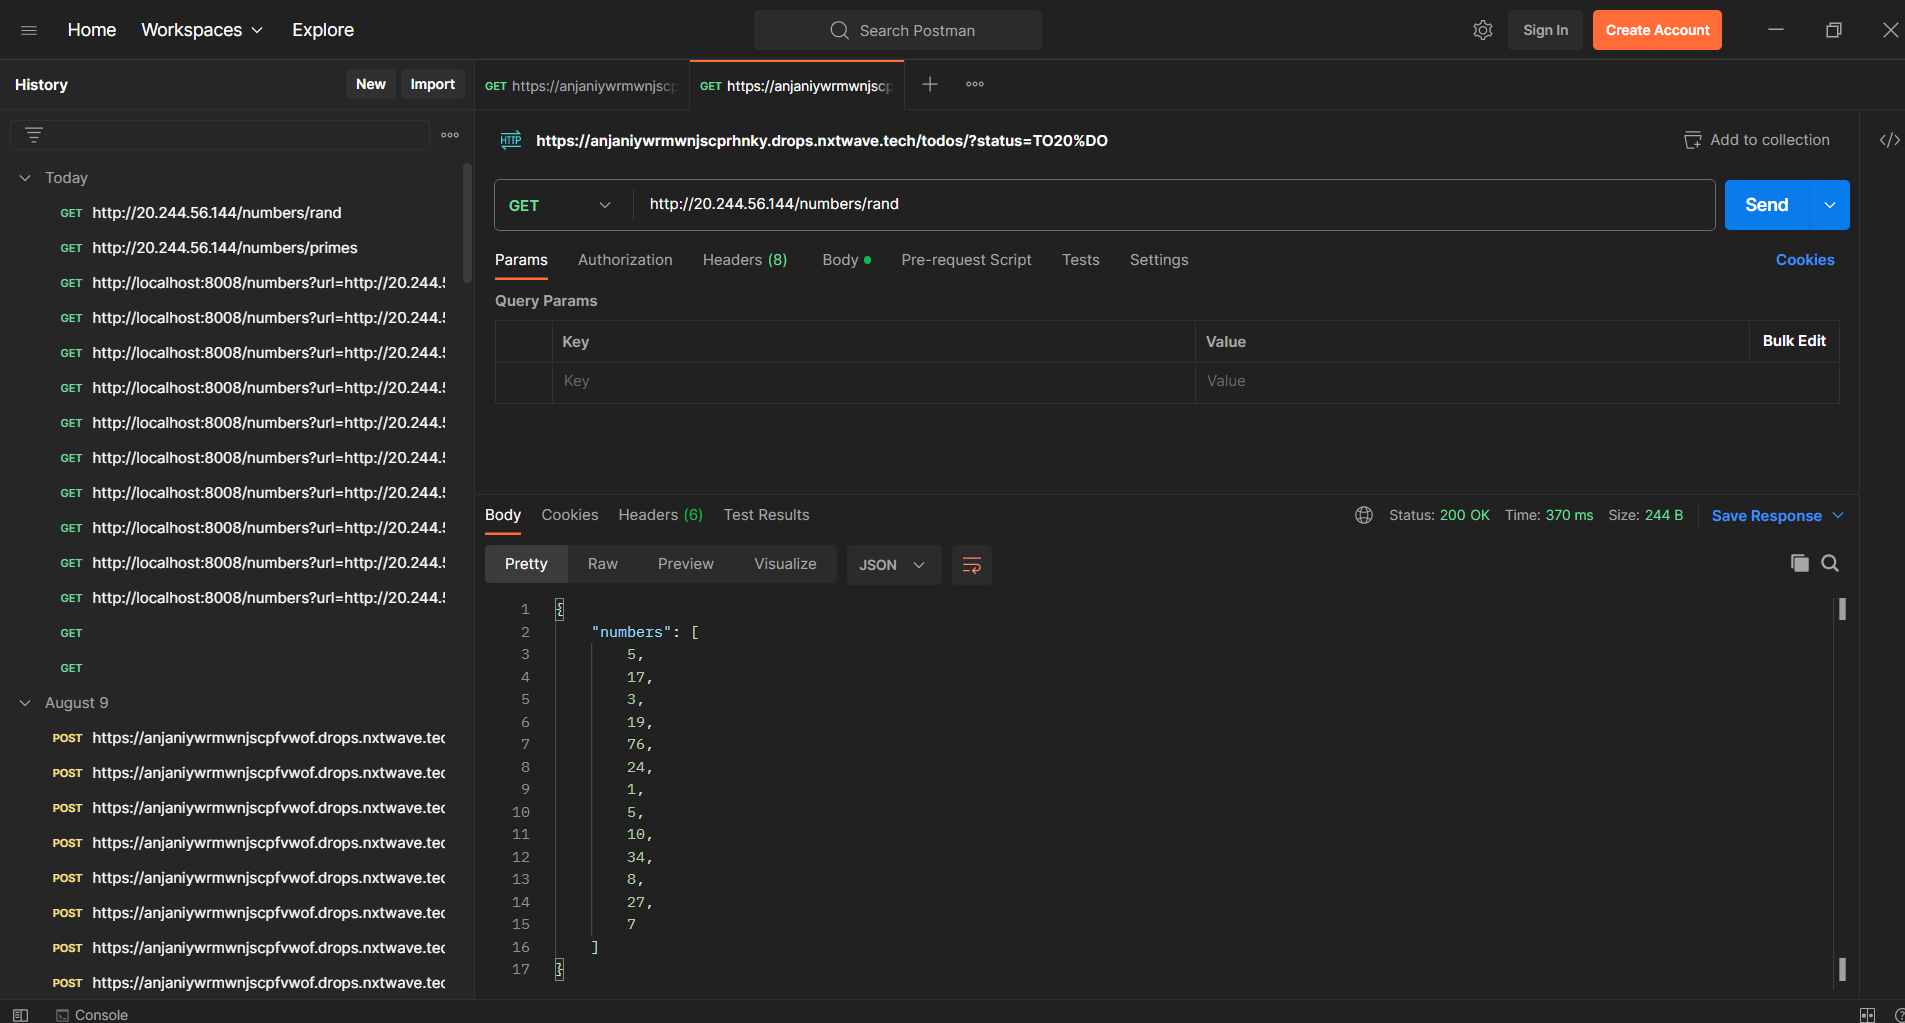 Home Workspaces Explore Search Postman Sign In Create Account
History New Import
GET https://anjaniywrmwnjscp GET https://anjaniywrmwnjscp
HTTP https://anjaniywrmwnjscprhnky.drops.nxtwave.tech/todos/?status=TO20%DO Add to collection </>
Today
GET http://20.244.56.144/numbers/rand
GET http://20.244.56.144/numbers/primes
GET http://localhost:8008/numbers?url=http://20.244.5
GET http://localhost:8008/numbers?url=http://20.244.5
GET http://localhost:8008/numbers?url=http://20.244.5
GET http://localhost:8008/numbers?url=http://20.244.5
GET http://localhost:8008/numbers?url=http://20.244.5
GET http://localhost:8008/numbers?url=http://20.244.5
GET http://localhost:8008/numbers?url=http://20.244.5
GET http://localhost:8008/numbers?url=http://20.244.5
GET http://localhost:8008/numbers?url=http://20.244.5
GET http://localhost:8008/numbers?url=http://20.244.5
GET
GET
August 9
POST https://anjaniywrmwnjscpfvwof.drops.nxtwave.tec
POST https://anjaniywrmwnjscpfvwof.drops.nxtwave.tec
POST https://anjaniywrmwnjscpfvwof.drops.nxtwave.tec
POST https://anjaniywrmwnjscpfvwof.drops.nxtwave.tec
POST https://anjaniywrmwnjscpfvwof.drops.nxtwave.tec
POST https://anjaniywrmwnjscpfvwof.drops.nxtwave.tec
POST https://anjaniywrmwnjscpfvwof.drops.nxtwave.tec
POST https://anjaniywrmwnjscpfvwof.drops.nxtwave.tec
GET http://20.244.56.144/numbers/rand Send
Params Authorization Headers (8) Body Pre-request Script Tests Settings Cookies
Query Params
Key Value Bulk Edit
Key Value
Body Cookies Headers (6) Test Results Status: 200 OK Time: 370 ms Size: 244 B Save Response
Pretty Raw Preview Visualize JSON
1 {
2 "numbers": [
3 5,
4 17,
5 3,
6 19,
7 76,
8 24,
9 1,
10 5,
11 10,
12 34,
13 8,
14 27,
15 7
16 ]
17 }
Console